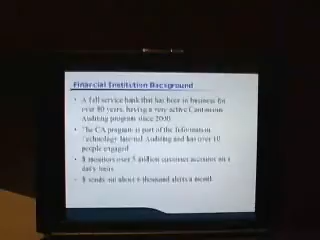 Financial Institution Background
• A full service bank that has been in business for
over 80 years, having a very active Continuous
Auditing program since 2000
• The CA program is part of the Information
Technology Internal Auditing and has over 10
people engaged
• It monitors over 5 million customer accounts on a
daily basis
• It sends out about 6 thousand alerts a month